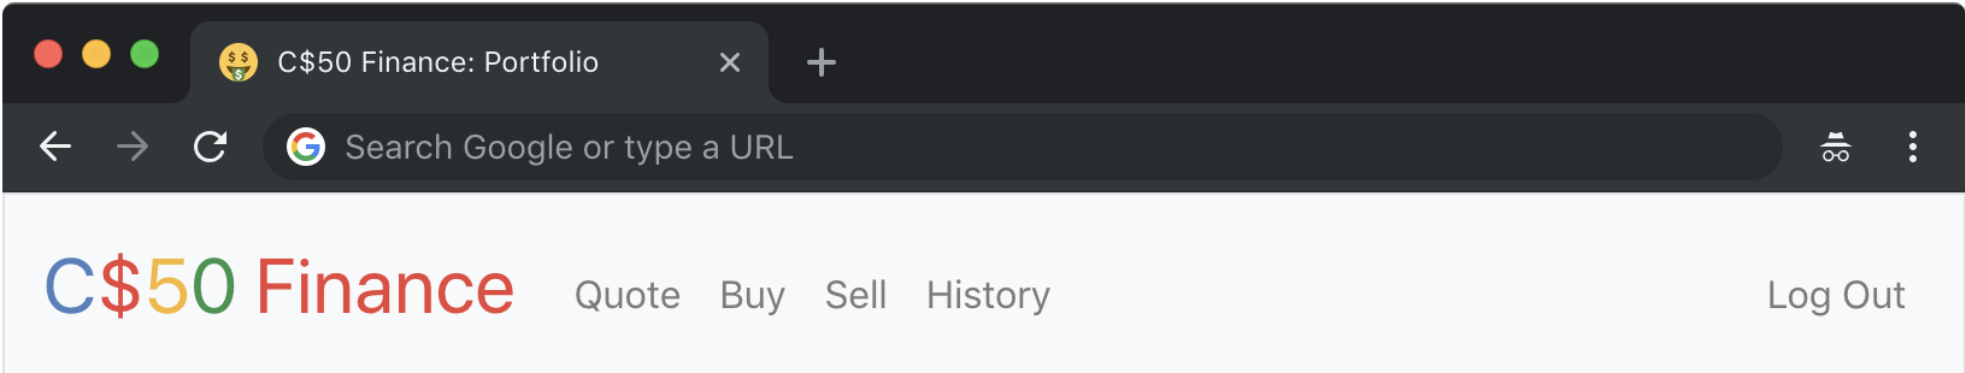 C$50 Finance: Portfolio
Search Google or type a URL
C$50 Finance Quote Buy Sell History Log Out